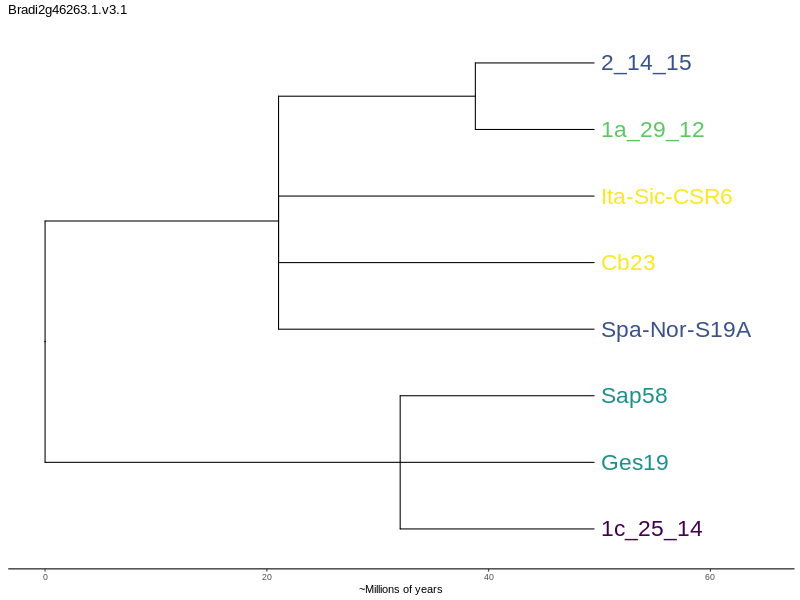 Bradi2g46263.1.v3.1
2_14_15
1a_29_12
Ita-Sic-CSR6
Cb23
Spa-Nor-S19A
Sap58
Ges19
1c_25_14
0 20 40 60
~Millions of years